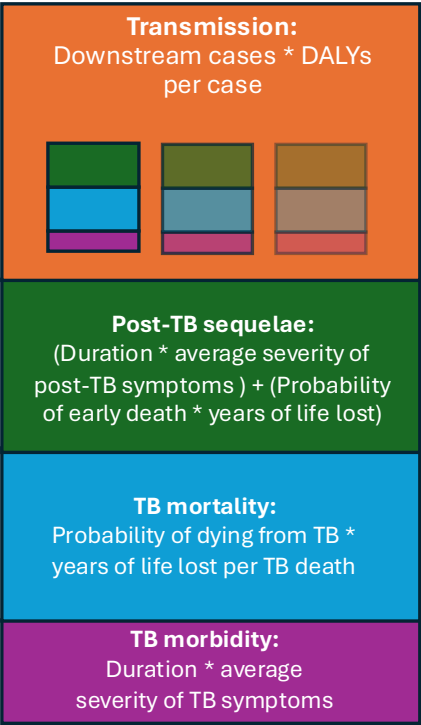 Transmission:
Downstream cases * DALYs
per case
Post-TB sequelae:
(Duration * average severity of
post-TB symptoms ) + (Probability
of early death * years of life lost)
TB mortality:
Probability of dying from TB *
years of life lost per TB death
TB morbidity:
Duration * average
severity of TB symptoms